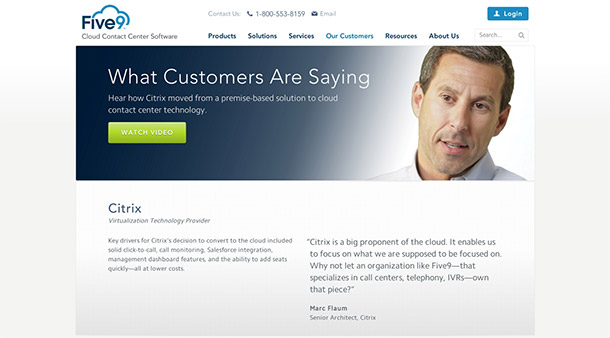 Five9
Cloud Contact Center Software
Contact Us: 1-800-553-8159 Email
Login
Products Solutions Services Our Customers Resources About Us
Search...
What Customers Are Saying
Hear how Citrix moved from a premise-based solution to cloud
contact center technology.
WATCH VIDEO
Citrix
Virtualization Technology Provider
Key drivers for Citrix's decision to convert to the cloud included
solid click-to-call, call monitoring, Salesforce integration,
management dashboard features, and the ability to add seats
quickly—all at lower costs.
"Citrix is a big proponent of the cloud. It enables us
to focus on what we are supposed to be focused on.
Why not let an organization like Five9—that
specializes in call centers, telephony, IVRs—own
that piece?"
Marc Flaum
Senior Architect, Citrix